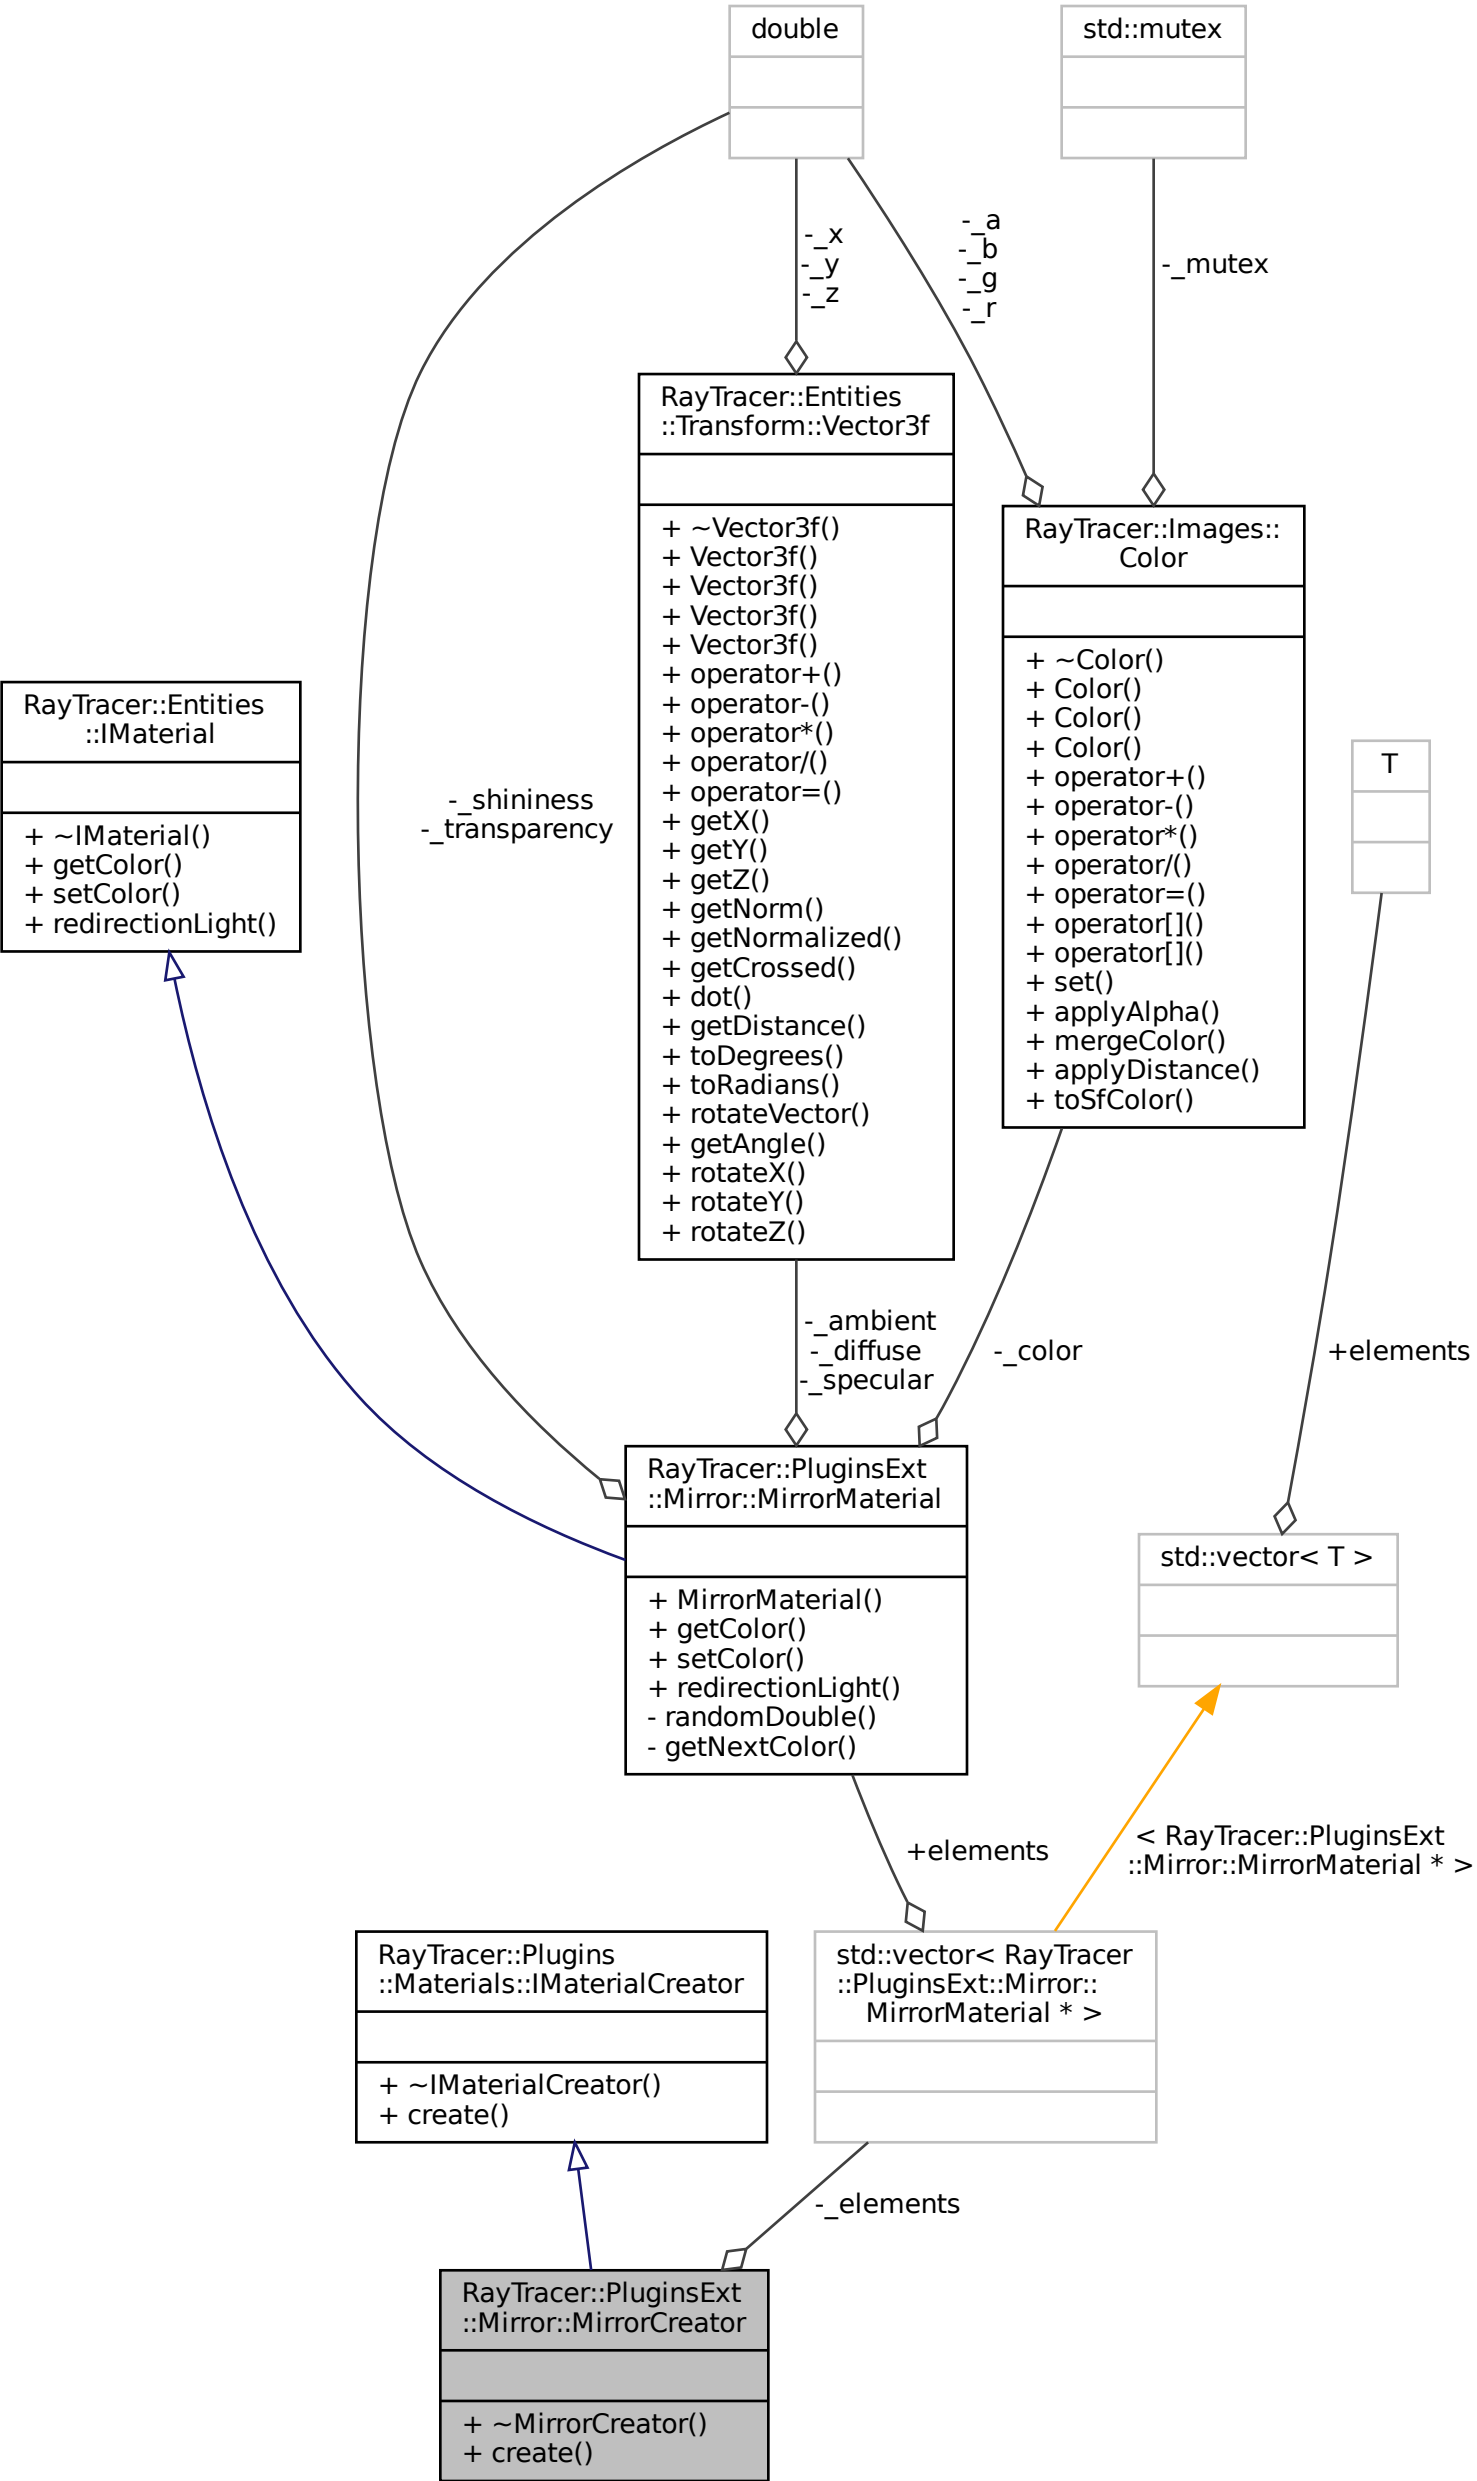 double
std::mutex
-_a
-_b
-_g
-_r
-_x
-_y
-_z
-_mutex
RayTracer::Entities
::Transform::Vector3f
+ ~Vector3f()
+ Vector3f()
+ Vector3f()
+ Vector3f()
+ Vector3f()
+ operator+()
+ operator-()
+ operator*()
+ operator/()
+ operator=()
+ getX()
+ getY()
+ getZ()
+ getNorm()
+ getNormalized()
+ getCrossed()
+ dot()
+ getDistance()
+ toDegrees()
+ toRadians()
+ rotateVector()
+ getAngle()
+ rotateX()
+ rotateY()
+ rotateZ()
RayTracer::Images::
Color
+ ~Color()
+ Color()
+ Color()
+ Color()
+ operator+()
+ operator-()
+ operator*()
+ operator/()
+ operator=()
+ operator[]()
+ operator[]()
+ set()
+ applyAlpha()
+ mergeColor()
+ applyDistance()
+ toSfColor()
RayTracer::Entities
::IMaterial
+ ~IMaterial()
+ getColor()
+ setColor()
+ redirectionLight()
T
-_shininess
-_transparency
-_ambient
-_diffuse
-_specular
-_color
+elements
RayTracer::PluginsExt
::Mirror::MirrorMaterial
+ MirrorMaterial()
+ getColor()
+ setColor()
+ redirectionLight()
- randomDouble()
- getNextColor()
std::vector< T >
+elements
< RayTracer::PluginsExt
::Mirror::MirrorMaterial * >
RayTracer::Plugins
::Materials::IMaterialCreator
+ ~IMaterialCreator()
+ create()
std::vector< RayTracer
::PluginsExt::Mirror::
MirrorMaterial * >
-_elements
RayTracer::PluginsExt
::Mirror::MirrorCreator
+ ~MirrorCreator()
+ create()